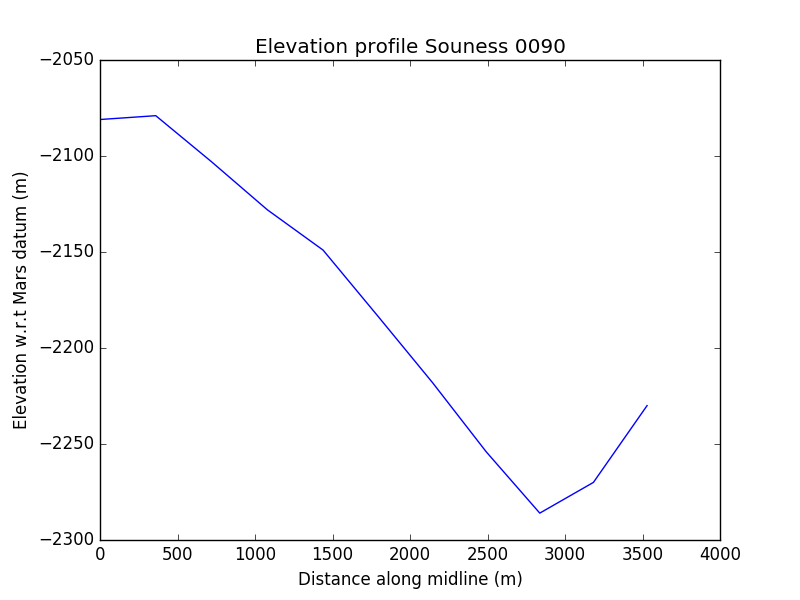 Elevation profile Souness 0090
−2050
−2100
−2150
−2200
−2250
−2300
Elevation w.r.t Mars datum (m)
0 500 1000 1500 2000 2500 3000 3500 4000
Distance along midline (m)